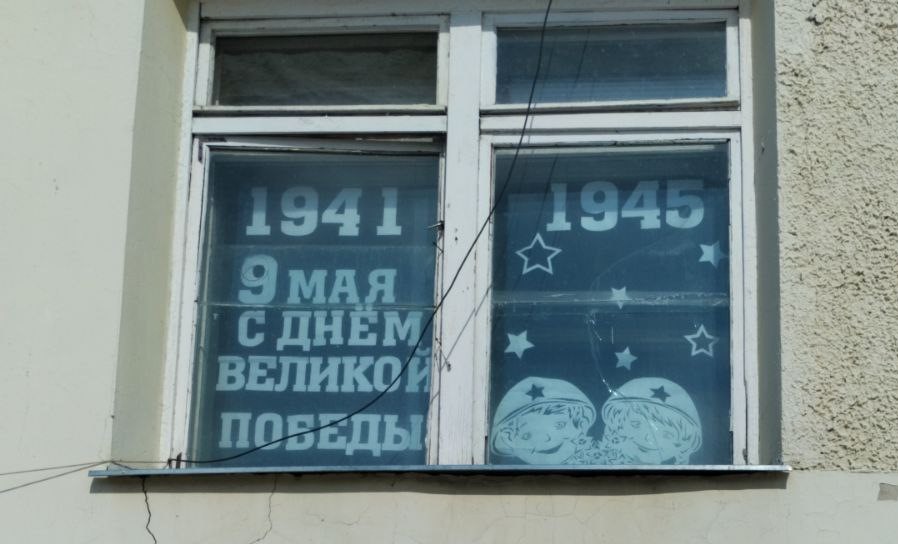 1941
9 МАЯ
С ДНЁМ
ВЕЛИКОЙ
ПОБЕДЫ
1945